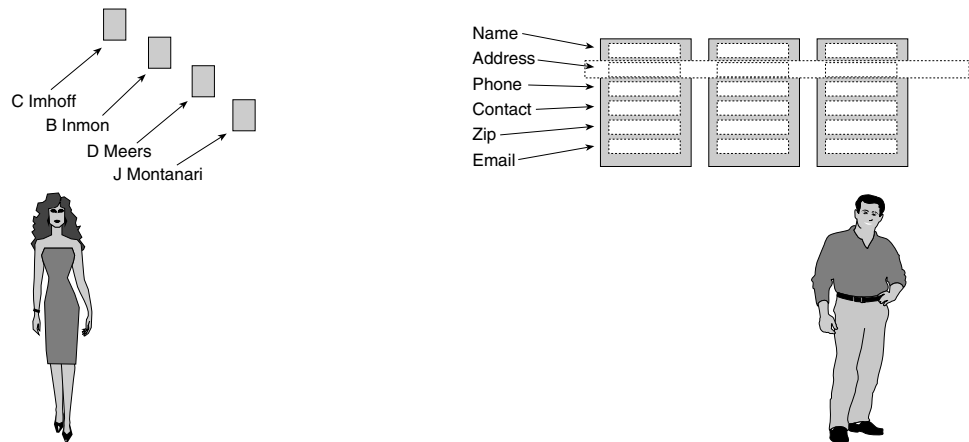 C Imhoff
B Inmon
D Meers
J Montanari
Name
Address
Phone
Contact
Zip
Email